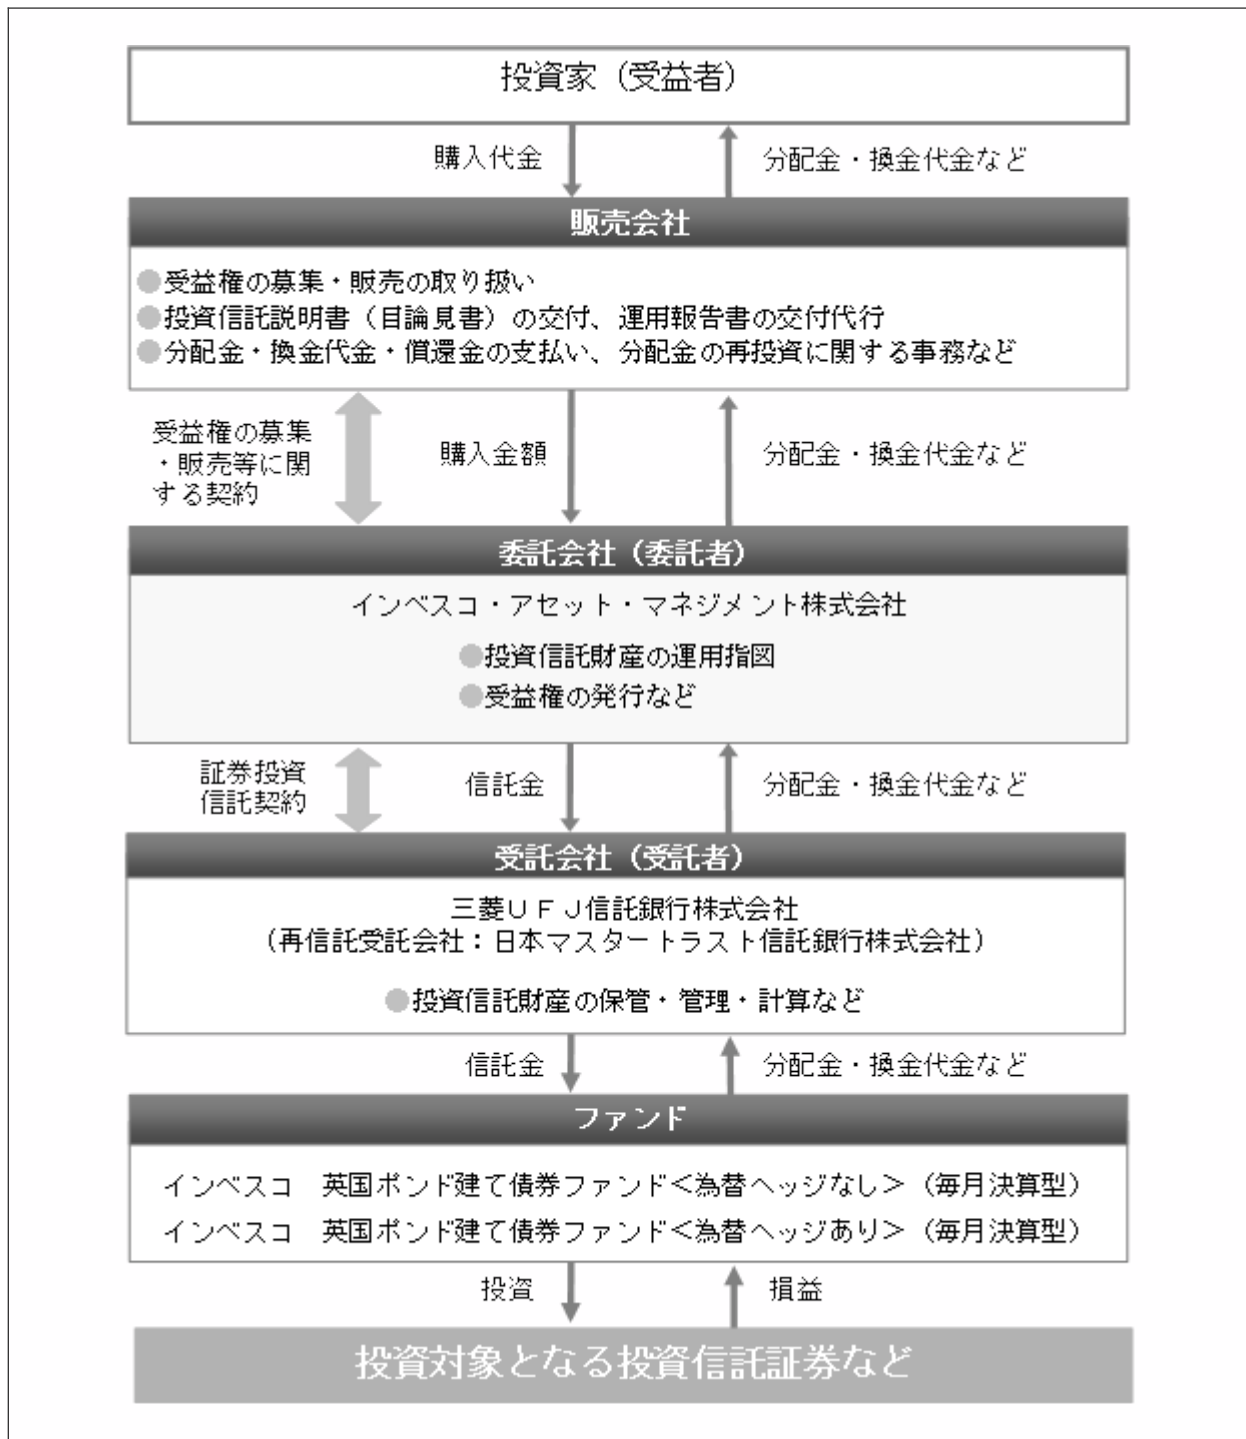 投資家（受益者）
購入代金
分配金・換金代金など
販売会社
●受益権の募集・販売の取り扱い
●投資信託説明書（目論見書）の交付、運用報告書の交付代行
●分配金・換金代金・償還金の支払い、分配金の再投資に関する事務など
受益権の募集
・販売等に関
する契約
購入金額
分配金・換金代金など
委託会社（委託者）
インベスコ・アセット・マネジメント株式会社
●投資信託財産の運用指図
●受益権の発行など
証券投資
信託契約
信託金
分配金・換金代金など
受託会社（受託者）
三菱ＵＦＪ信託銀行株式会社
（再信託受託会社：日本マスタートラスト信託銀行株式会社）
●投資信託財産の保管・管理・計算など
信託金
分配金・換金代金など
ファンド
インベスコ　英国ポンド建て債券ファンド＜為替ヘッジなし＞（毎月決算型）
インベスコ　英国ポンド建て債券ファンド＜為替ヘッジあり＞（毎月決算型）
投資
損益
投資対象となる投資信託証券など